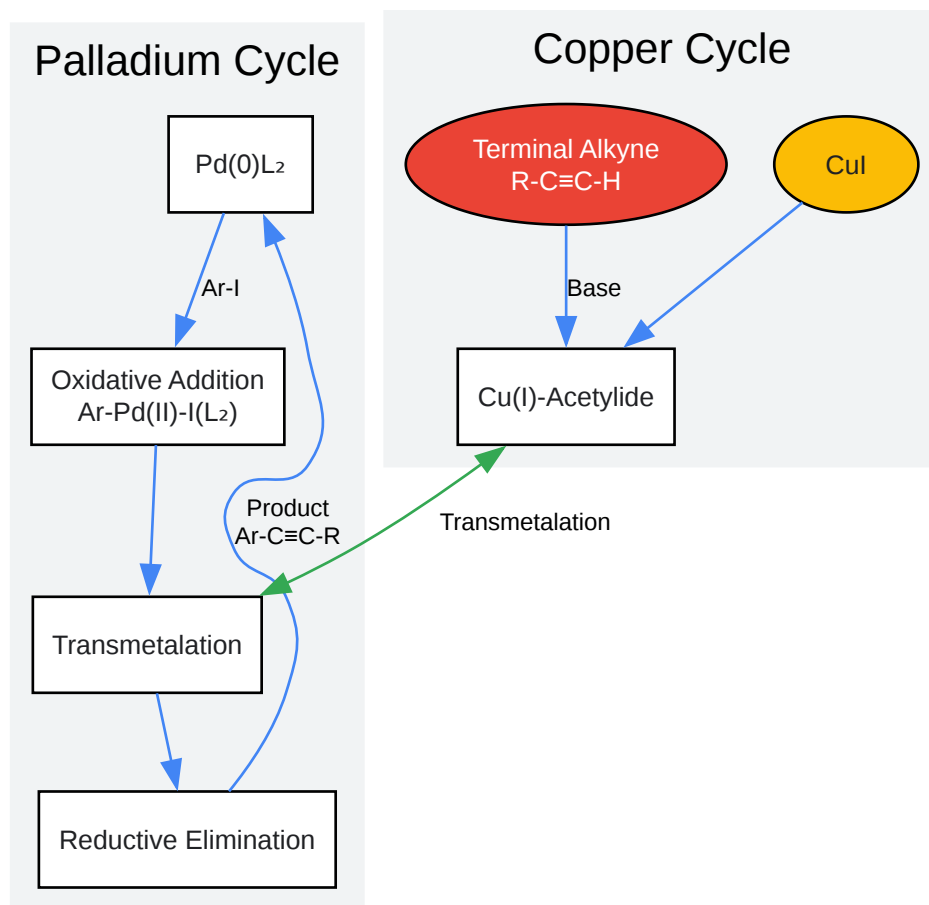 Palladium Cycle
Pd(0)L₂
Ar-I
Oxidative Addition
Ar-Pd(II)-I(L₂)
Product
Ar-C≡C-R
Transmetalation
Reductive Elimination
Copper Cycle
Terminal Alkyne
R-C≡C-H
CuI
Base
Cu(I)-Acetylide
Transmetalation